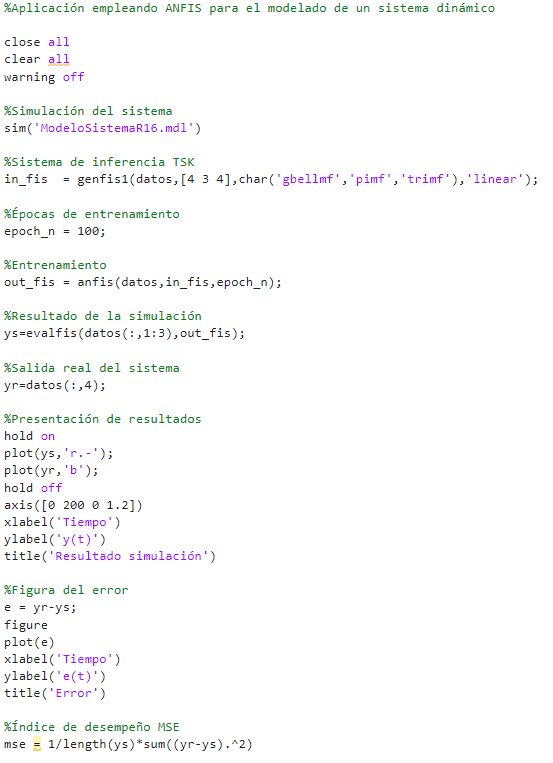 %Aplicación empleando ANFIS para el modelado de un sistema dinámico
close all
clear all
warning off
%Simulación del sistema
sim('ModeloSistemaR16.mdl')
%Sistema de inferencia TSK
in_fis  = genfis1(datos,[4 3 4],char('gbellmf','pimf','trimf'),'linear');
%Épocas de entrenamiento
epoch_n = 100;
%Entrenamiento
out_fis = anfis(datos,in_fis,epoch_n);
%Resultado de la simulación
ys=evalfis(datos(:,1:3),out_fis);
%Salida real del sistema
yr=datos(:,4);
%Presentación de resultados
hold on
plot(ys,'r.-');
plot(yr,'b');
hold off
axis([0 200 0 1.2])
xlabel('Tiempo')
ylabel('y(t)')
title('Resultado simulación')
%Figura del error
e = yr-ys;
figure
plot(e)
xlabel('Tiempo')
ylabel('e(t)')
title('Error')
%Índice de desempeño MSE
mse = 1/length(ys)*sum((yr-ys).^2)